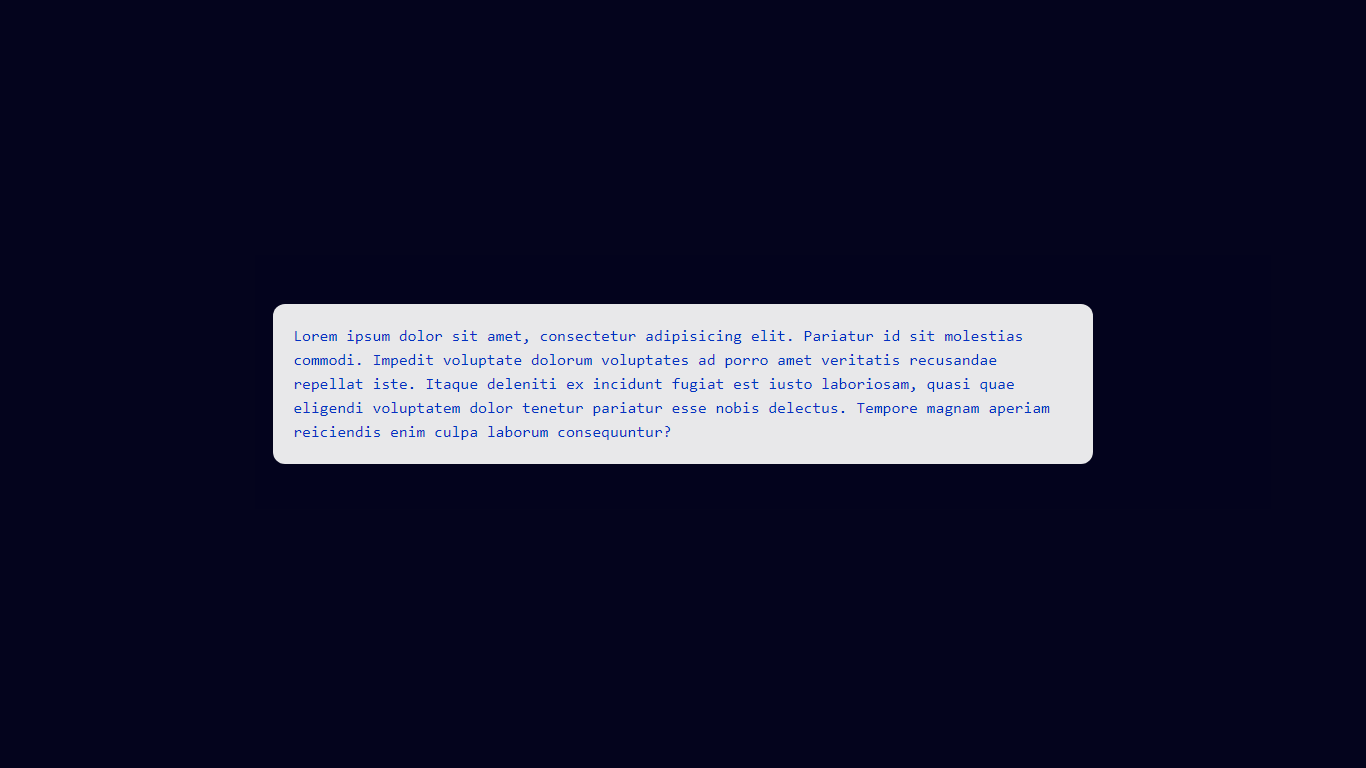 Lorem ipsum dolor sit amet, consectetur adipisicing elit. Pariatur id sit molestias
commodi. Impedit voluptate dolorum voluptates ad porro amet veritatis recusandae
repellat iste. Itaque deleniti ex incidunt fugiat est iusto laboriosam, quasi quae
eligendi voluptatem dolor tenetur pariatur esse nobis delectus. Tempore magnam aperiam
reiciendis enim culpa laborum consequuntur?